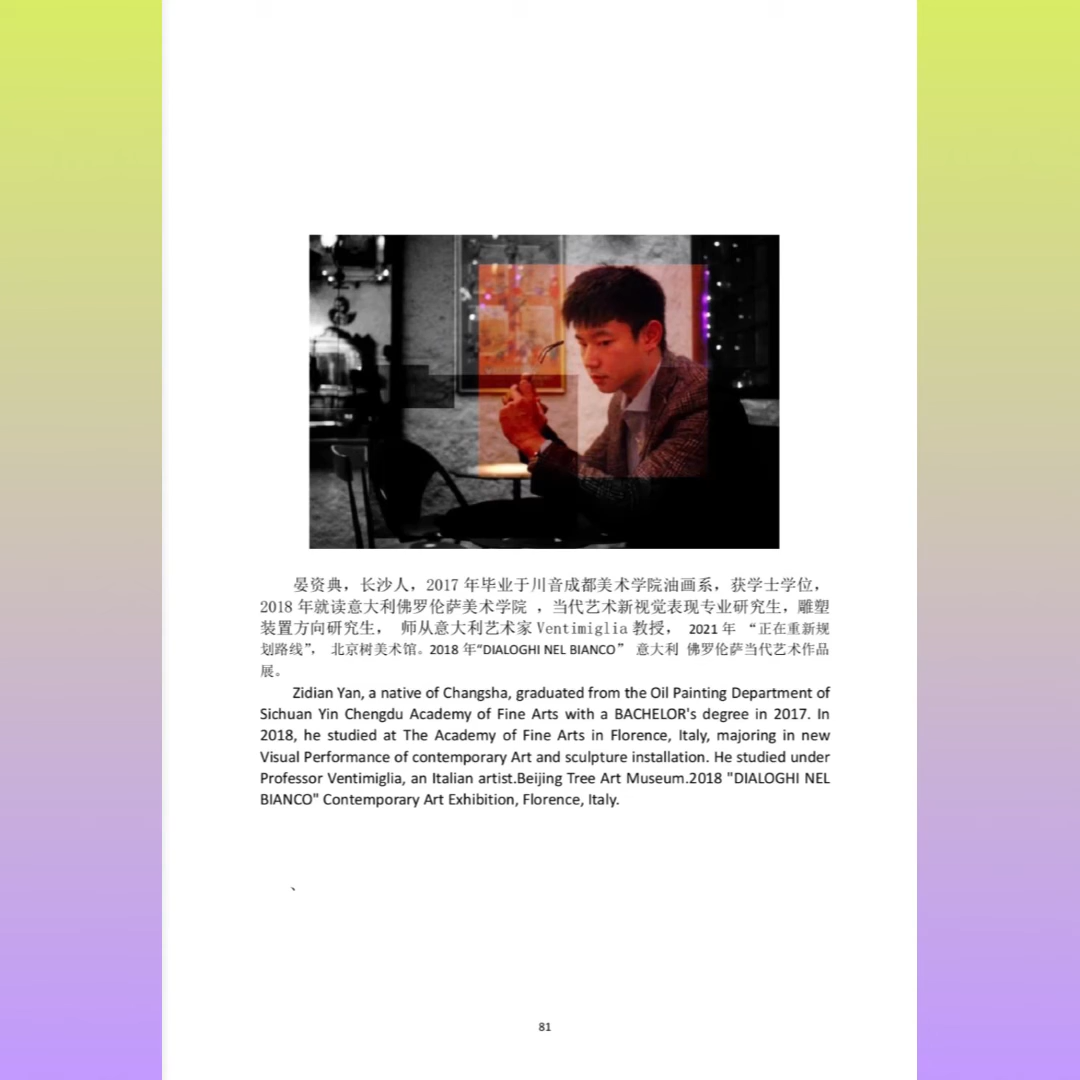 晏资典，长沙人，2017 年毕业于川音成都美术学院油画系，获学士学位，
2018 年就读意大利佛罗伦萨美术学院 ，当代艺术新视觉表现专业研究生，雕塑
装置方向研究生， 师从意大利艺术家 Ventimiglia 教授， 2021 年 “正在重新规
划路线”， 北京树美术馆。2018 年“DIALOGHI NEL BIANCO” 意大利 佛罗伦萨当代艺术作品
展。
Zidian Yan, a native of Changsha, graduated from the Oil Painting Department of
Sichuan Yin Chengdu Academy of Fine Arts with a BACHELOR's degree in 2017. In
2018, he studied at The Academy of Fine Arts in Florence, Italy, majoring in new
Visual Performance of contemporary Art and sculpture installation. He studied under
Professor Ventimiglia, an Italian artist.Beijing Tree Art Museum.2018 "DIALOGHI NEL
BIANCO" Contemporary Art Exhibition, Florence, Italy.
、
81